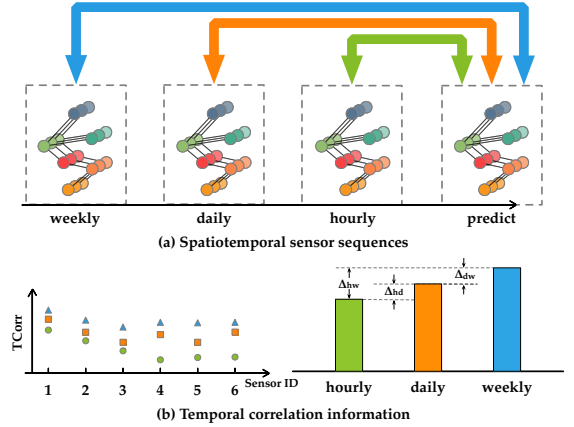 weekly daily hourly predict
(a) Spatiotemporal sensor sequences
TCorr
1 2 3 4 5 6
Sensor ID
Δhw Δhd Δdw
hourly daily weekly
(b) Temporal correlation information